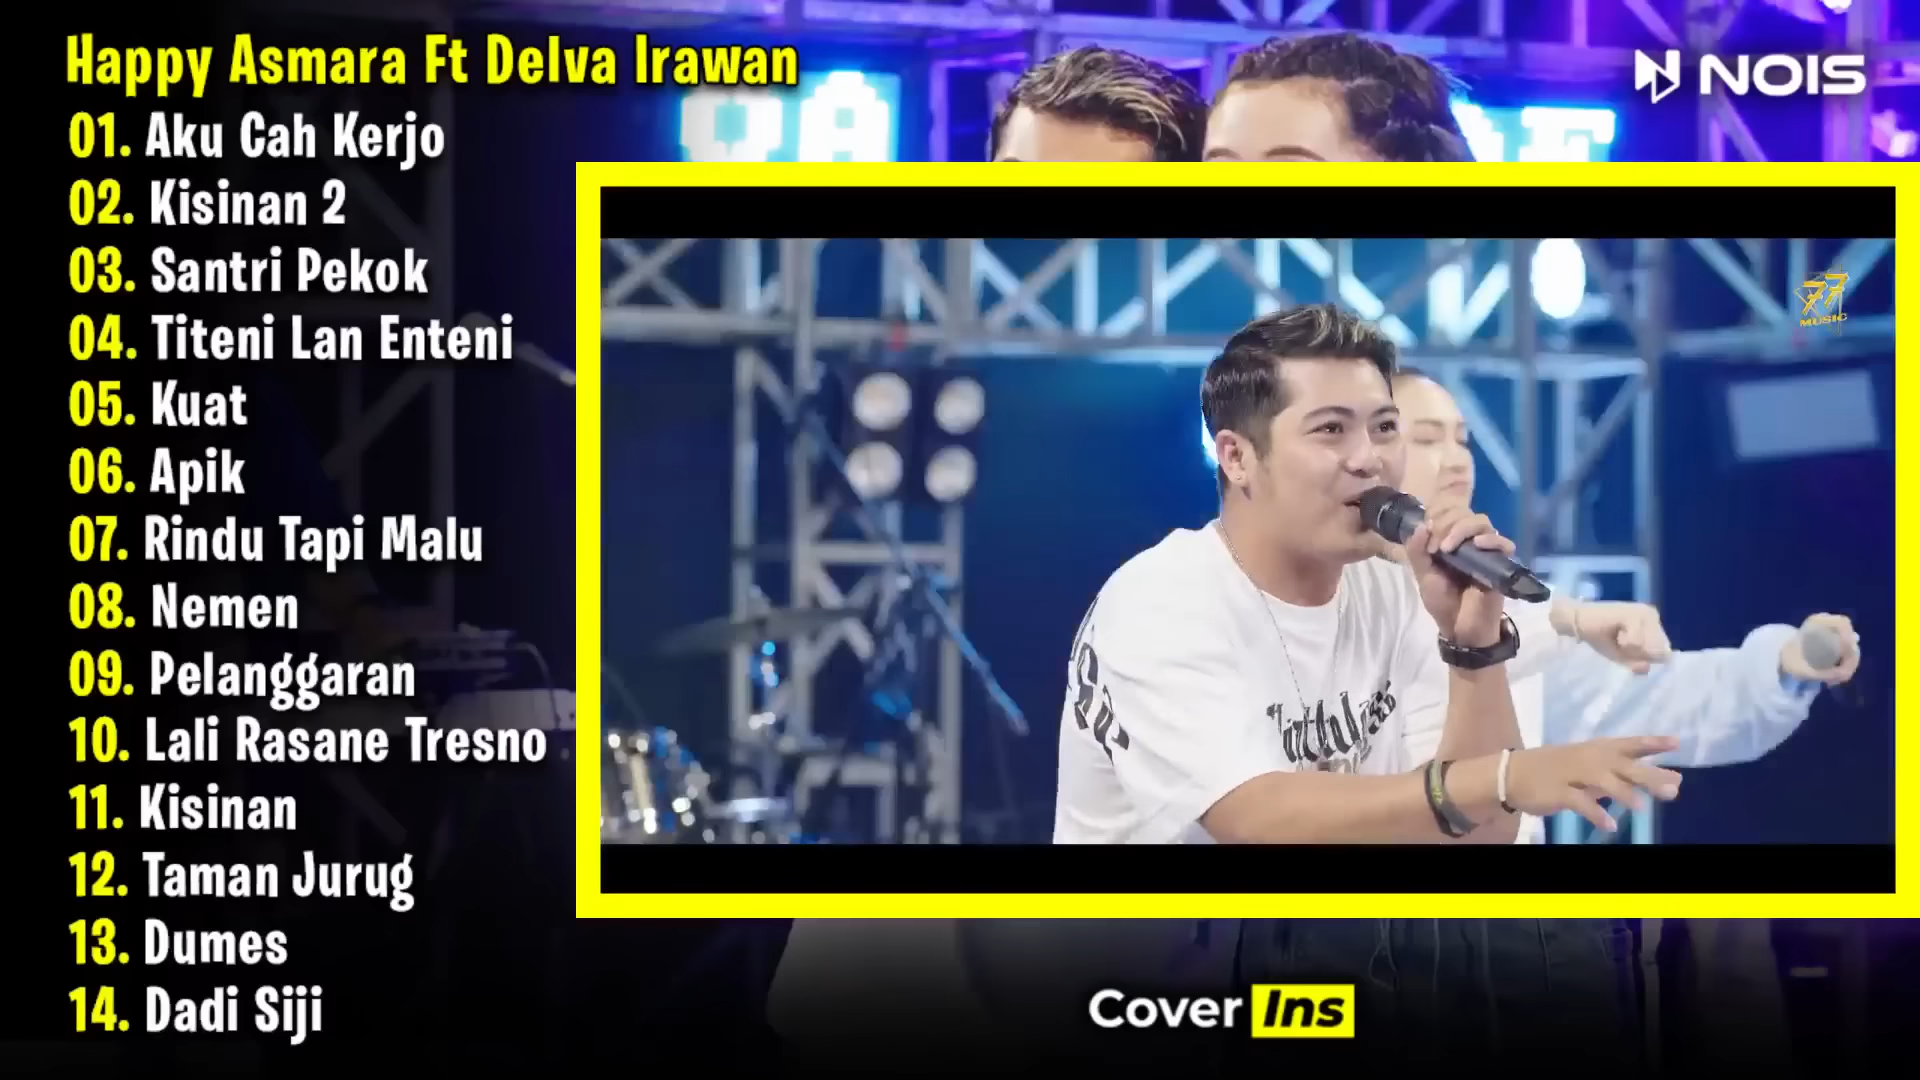 Happy Asmara Ft Delva Irawan
01. Aku Cah Kerjo
02. Kisinan 2
03. Santri Pekok
04. Titeni Lan Enteni
05. Kuat
06. Apik
07. Rindu Tapi Malu
08. Nemen
09. Pelanggaran
10. Lali Rasane Tresno
11. Kisinan
12. Taman Jurug
13. Dumes
14. Dadi Siji
NOIS
77
MUSIC
Cover Ins